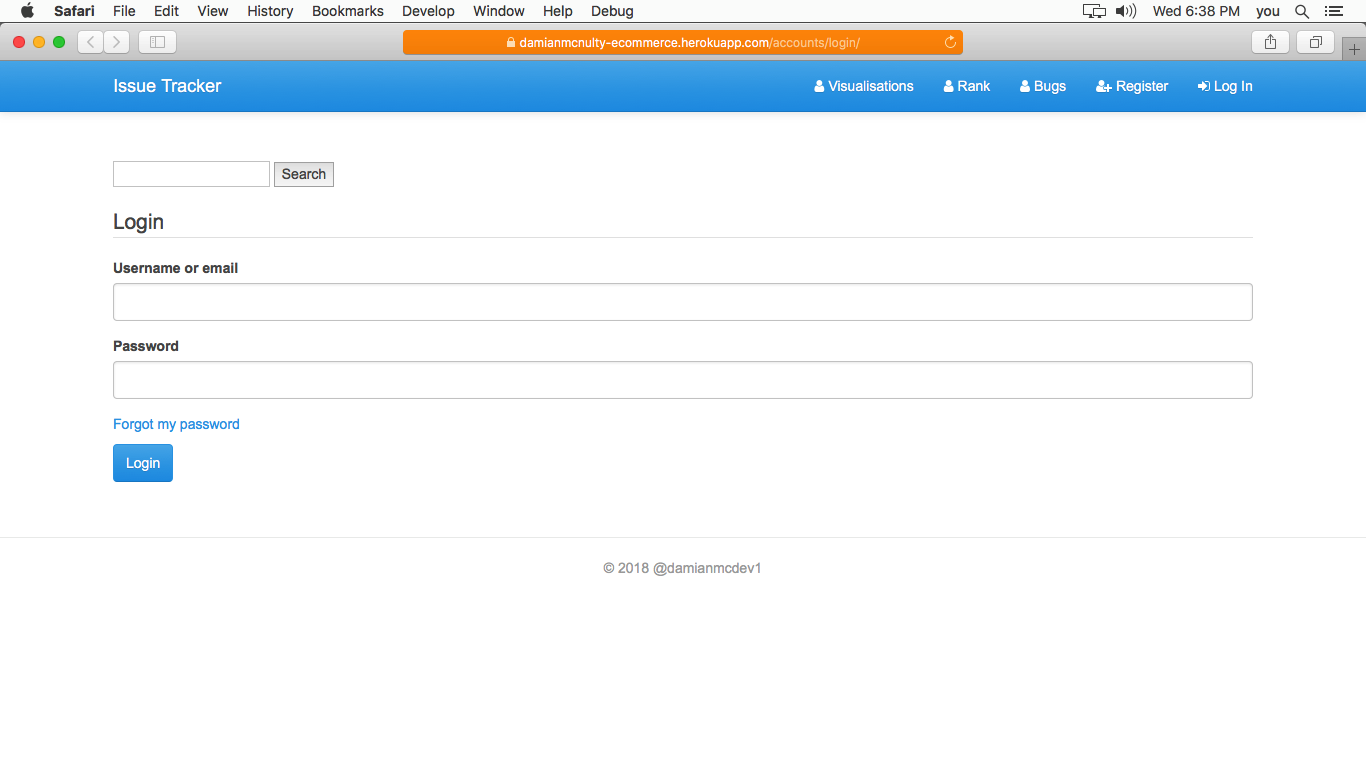 Safari File Edit View History Bookmarks Develop Window Help Debug Wed 6:38 PM you
damianmcnulty-ecommerce.herokuapp.com/accounts/login/
Issue Tracker Visualisations Rank Bugs Register Log In
Search
Login
Username or email
Password
Forgot my password
Login
© 2018 @damianmcdev1